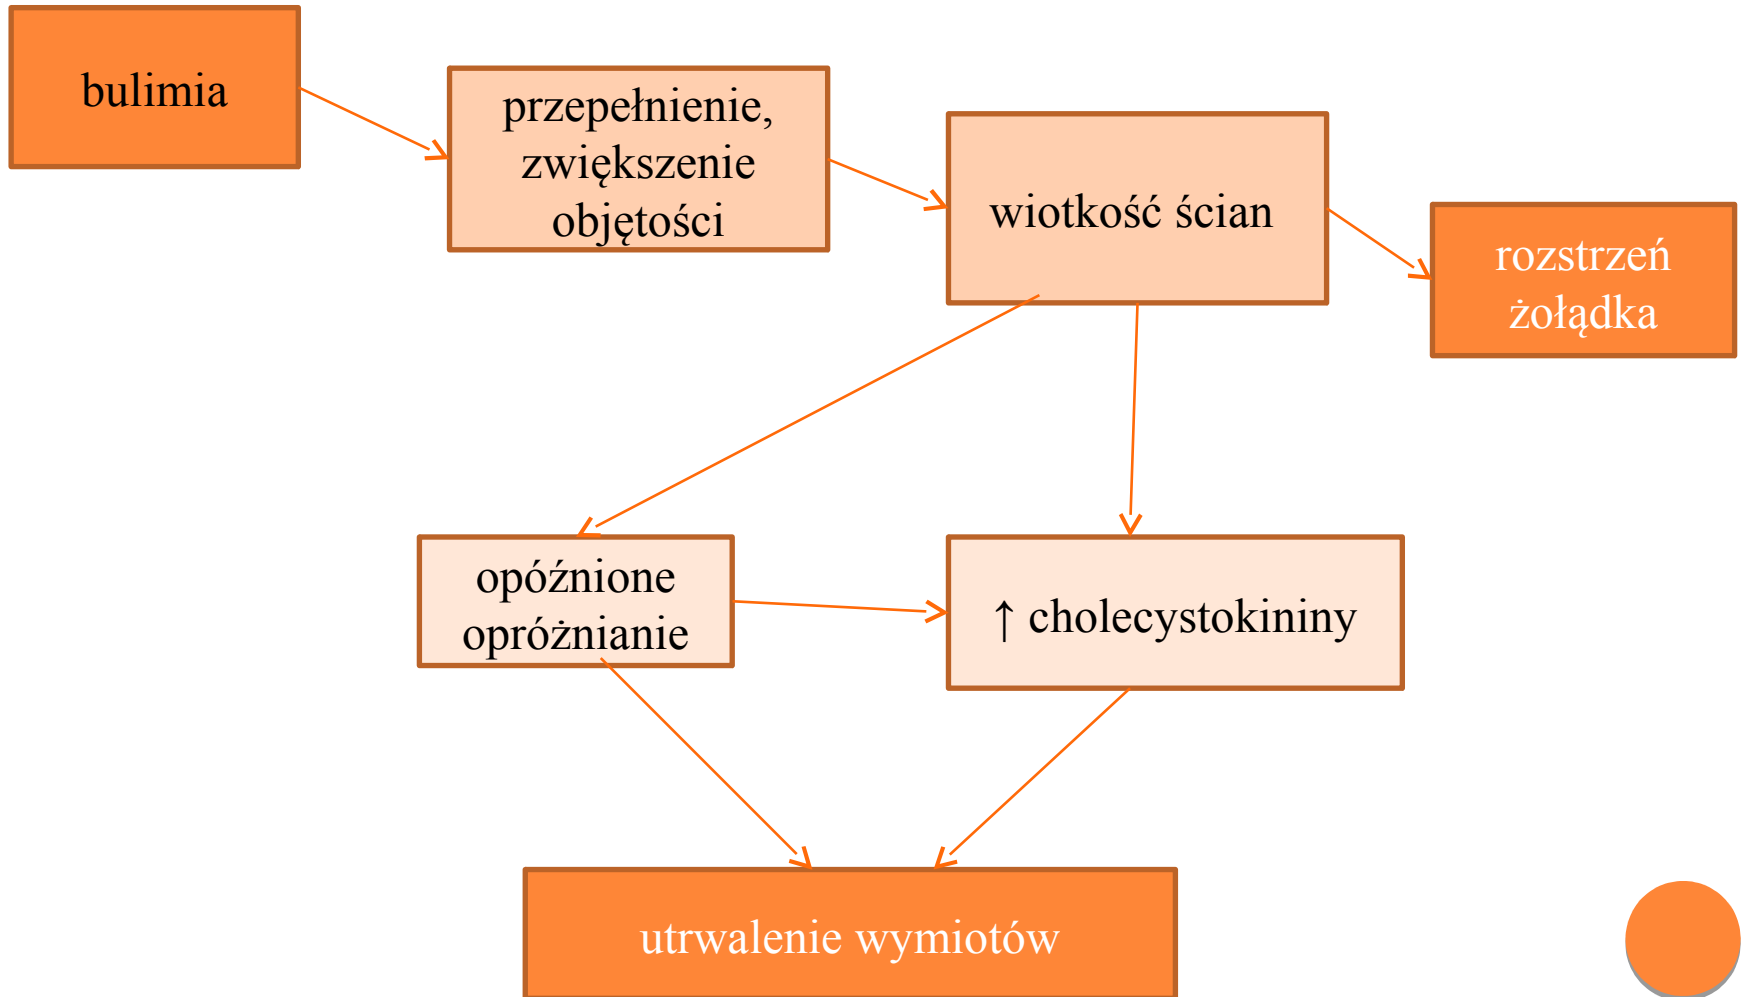 bulimia
przepełnienie,
zwiększenie
objętości
wiotkość ścian
rozstrzeń
żołądka
opóźnione
opróżnianie
↑ cholecystokininy
utrwalenie wymiotów